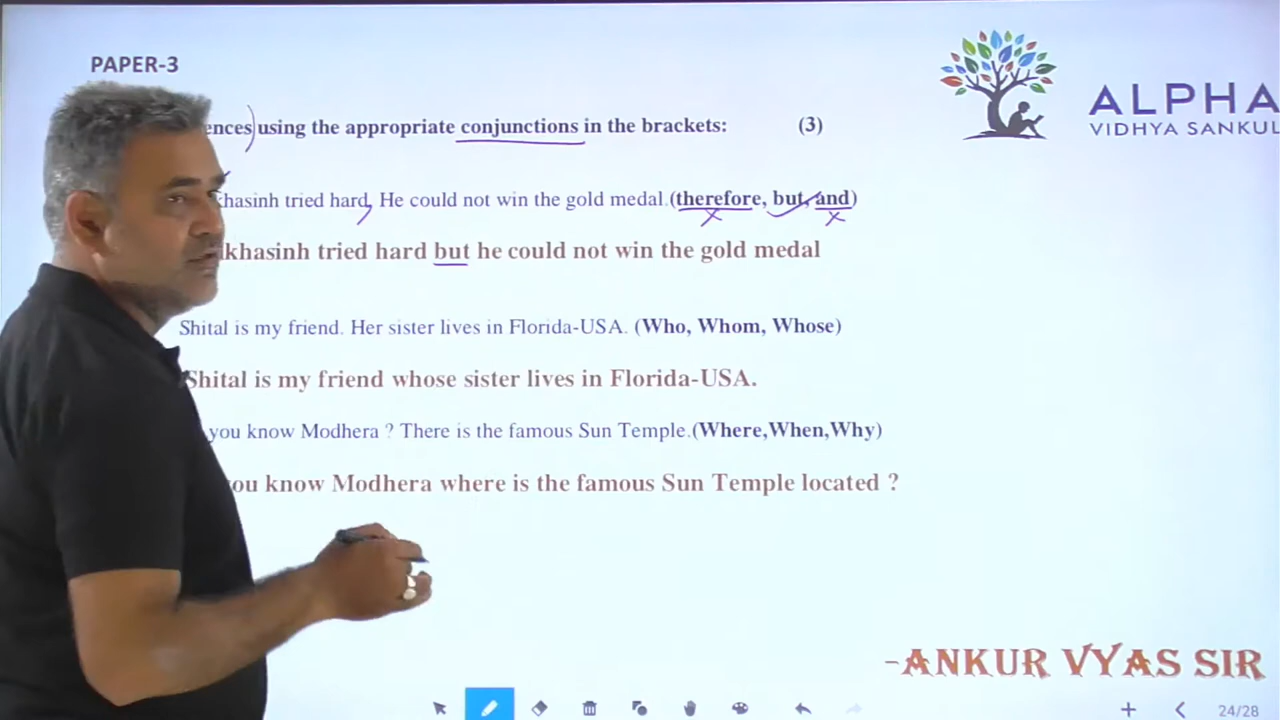 PAPER-3
ALPHA
VIDHYA SANKUL
ences) using the appropriate conjunctions in the brackets: (3)
khasinh tried hard, He could not win the gold medal.(therefore, but, and)
khasinh tried hard but he could not win the gold medal
Shital is my friend. Her sister lives in Florida-USA. (Who, Whom, Whose)
Shital is my friend whose sister lives in Florida-USA.
you know Modhera ? There is the famous Sun Temple.(Where,When,Why)
ou know Modhera where is the famous Sun Temple located ?
-ANKUR VYAS SIR
24/28